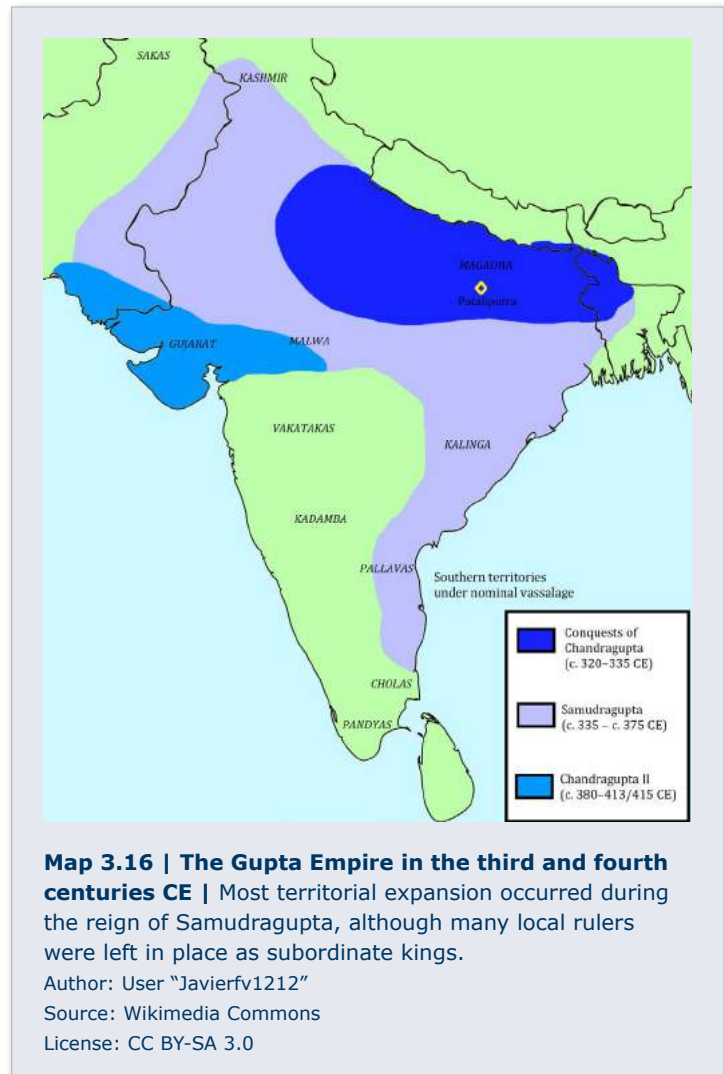 SAKAS
KASHMIR
MAGADHA
Pataliputra
GUJARAT
MALWA
VAKATAKAS
KALINGA
KADAMBA
PALLAVAS
Southern territories
under nominal vassalage
CHOLAS
PANDYAS
Conquests of
Chandragupta
(c. 320–335 CE)
Samudragupta
(c. 335 – c. 375 CE)
Chandragupta II
(c. 380–413/415 CE)
Map 3.16 | The Gupta Empire in the third and fourth
centuries CE | Most territorial expansion occurred during
the reign of Samudragupta, although many local rulers
were left in place as subordinate kings.
Author: User “Javierfv1212”
Source: Wikimedia Commons
License: CC BY-SA 3.0